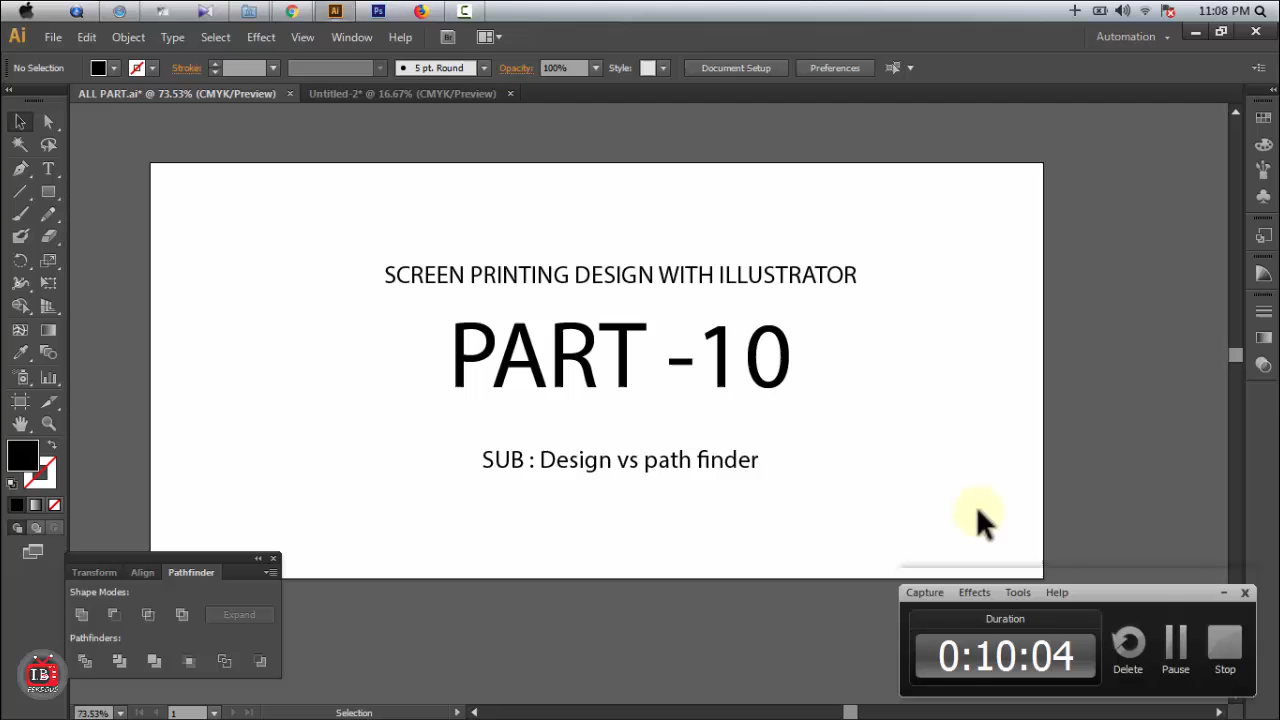 11:08 PM
Ai File Edit Object Type Select Effect View Window Help Br Automation
No Selection Stroke: 5 pt. Round Opacity: 100% Style: Document Setup Preferences
ALL PART.ai* @ 73.53% (CMYK/Preview) × Untitled-2* @ 16.67% (CMYK/Preview) ×
SCREEN PRINTING DESIGN WITH ILLUSTRATOR
PART -10
SUB : Design vs path finder
Transform Align Pathfinder
Shape Modes:
Expand
Pathfinders:
Capture Effects Tools Help
Duration
0:10:04
Delete Pause Stop
73.53% 1 Selection